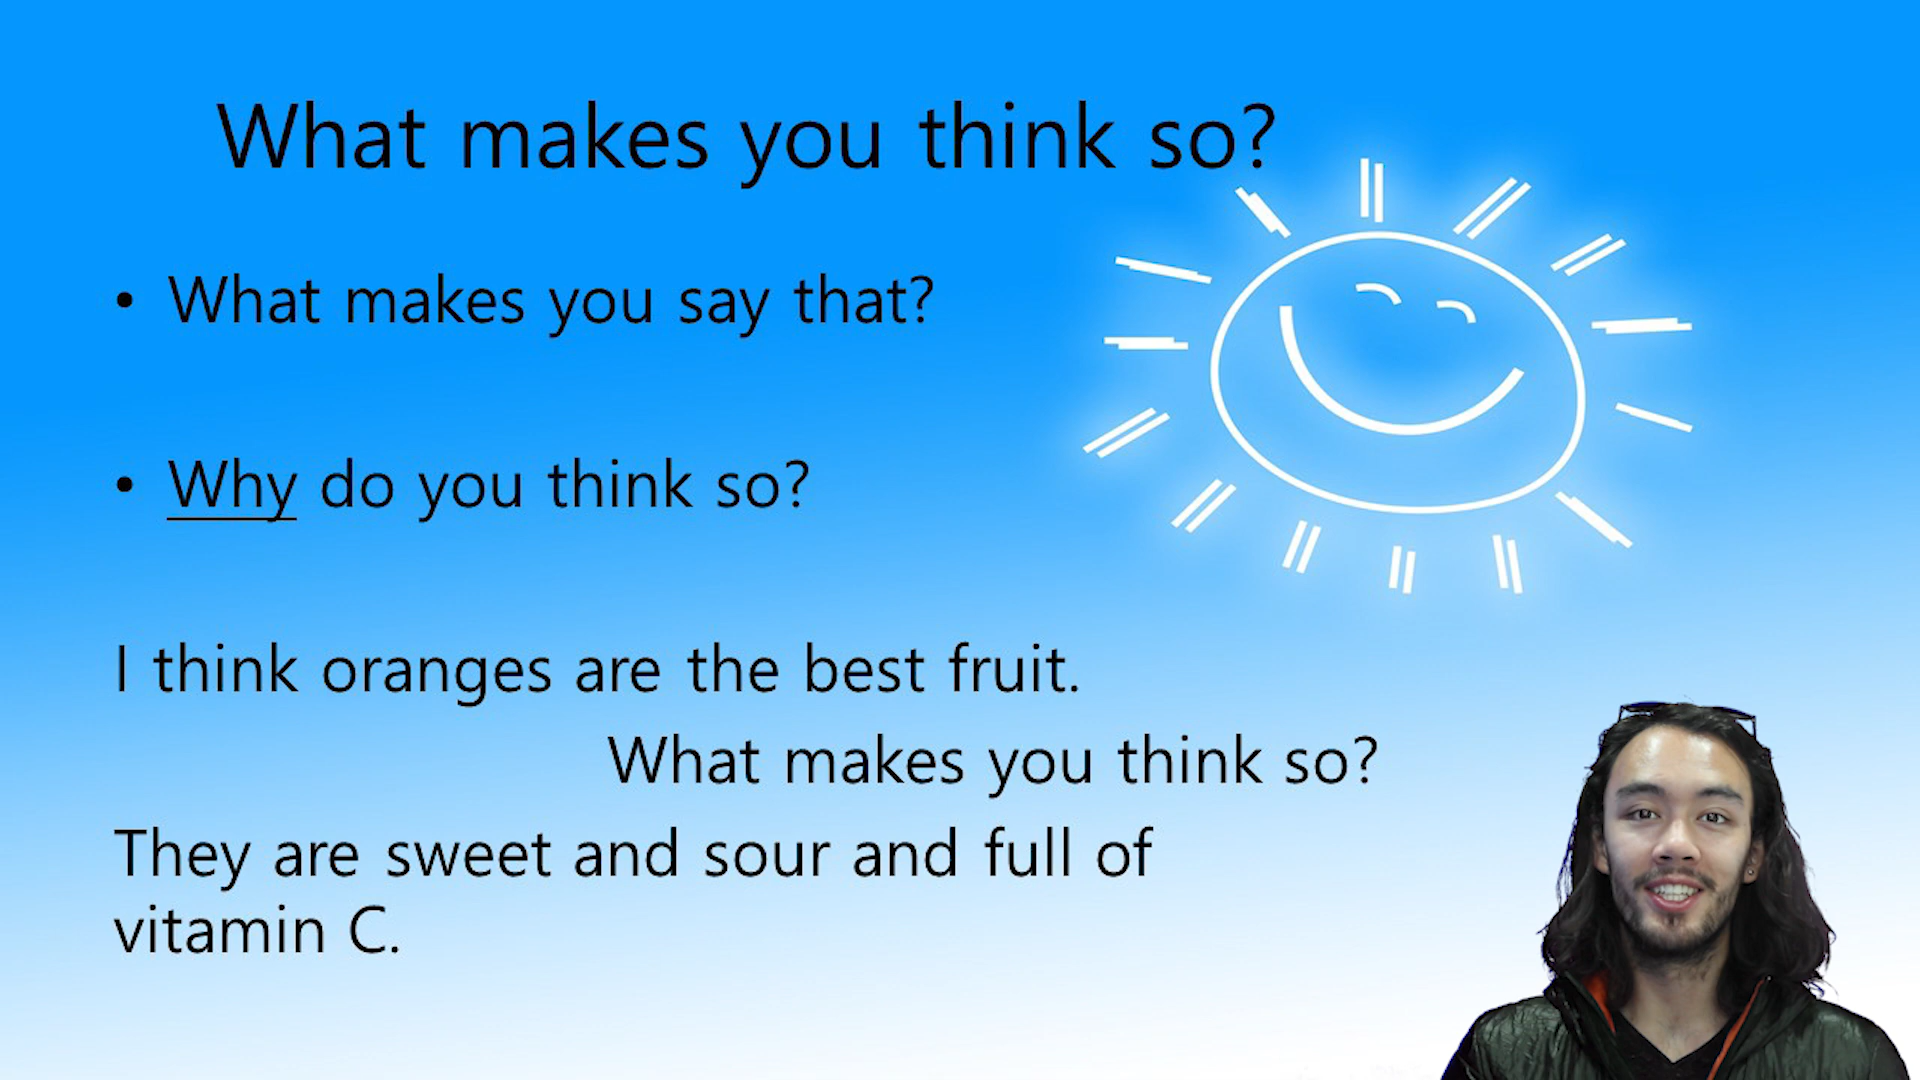 What makes you think so?
• What makes you say that?
• Why do you think so?
I think oranges are the best fruit.
What makes you think so?
They are sweet and sour and full of
vitamin C.